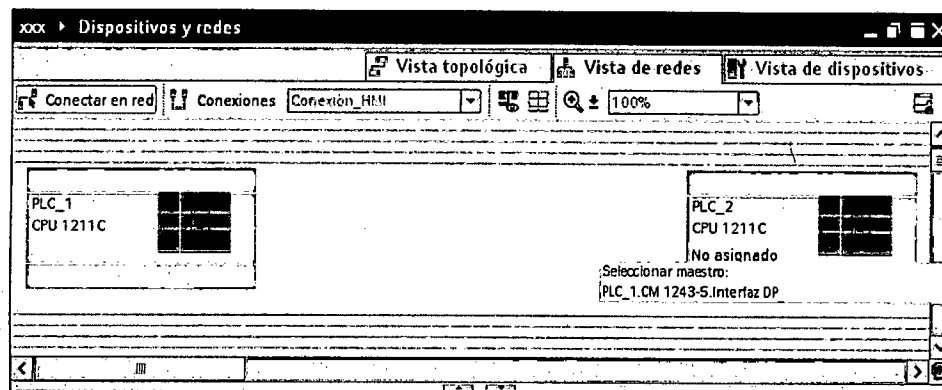 xxx ▸ Dispositivos y redes
Vista topológica Vista de redes Vista de dispositivos
Conectar en red Conexiones Conexión_HMI 100%
PLC_1
CPU 1211C
PLC_2
CPU 1211C
No asignado
Seleccionar maestro:
PLC_1.CM 1243-5.Interfaz DP